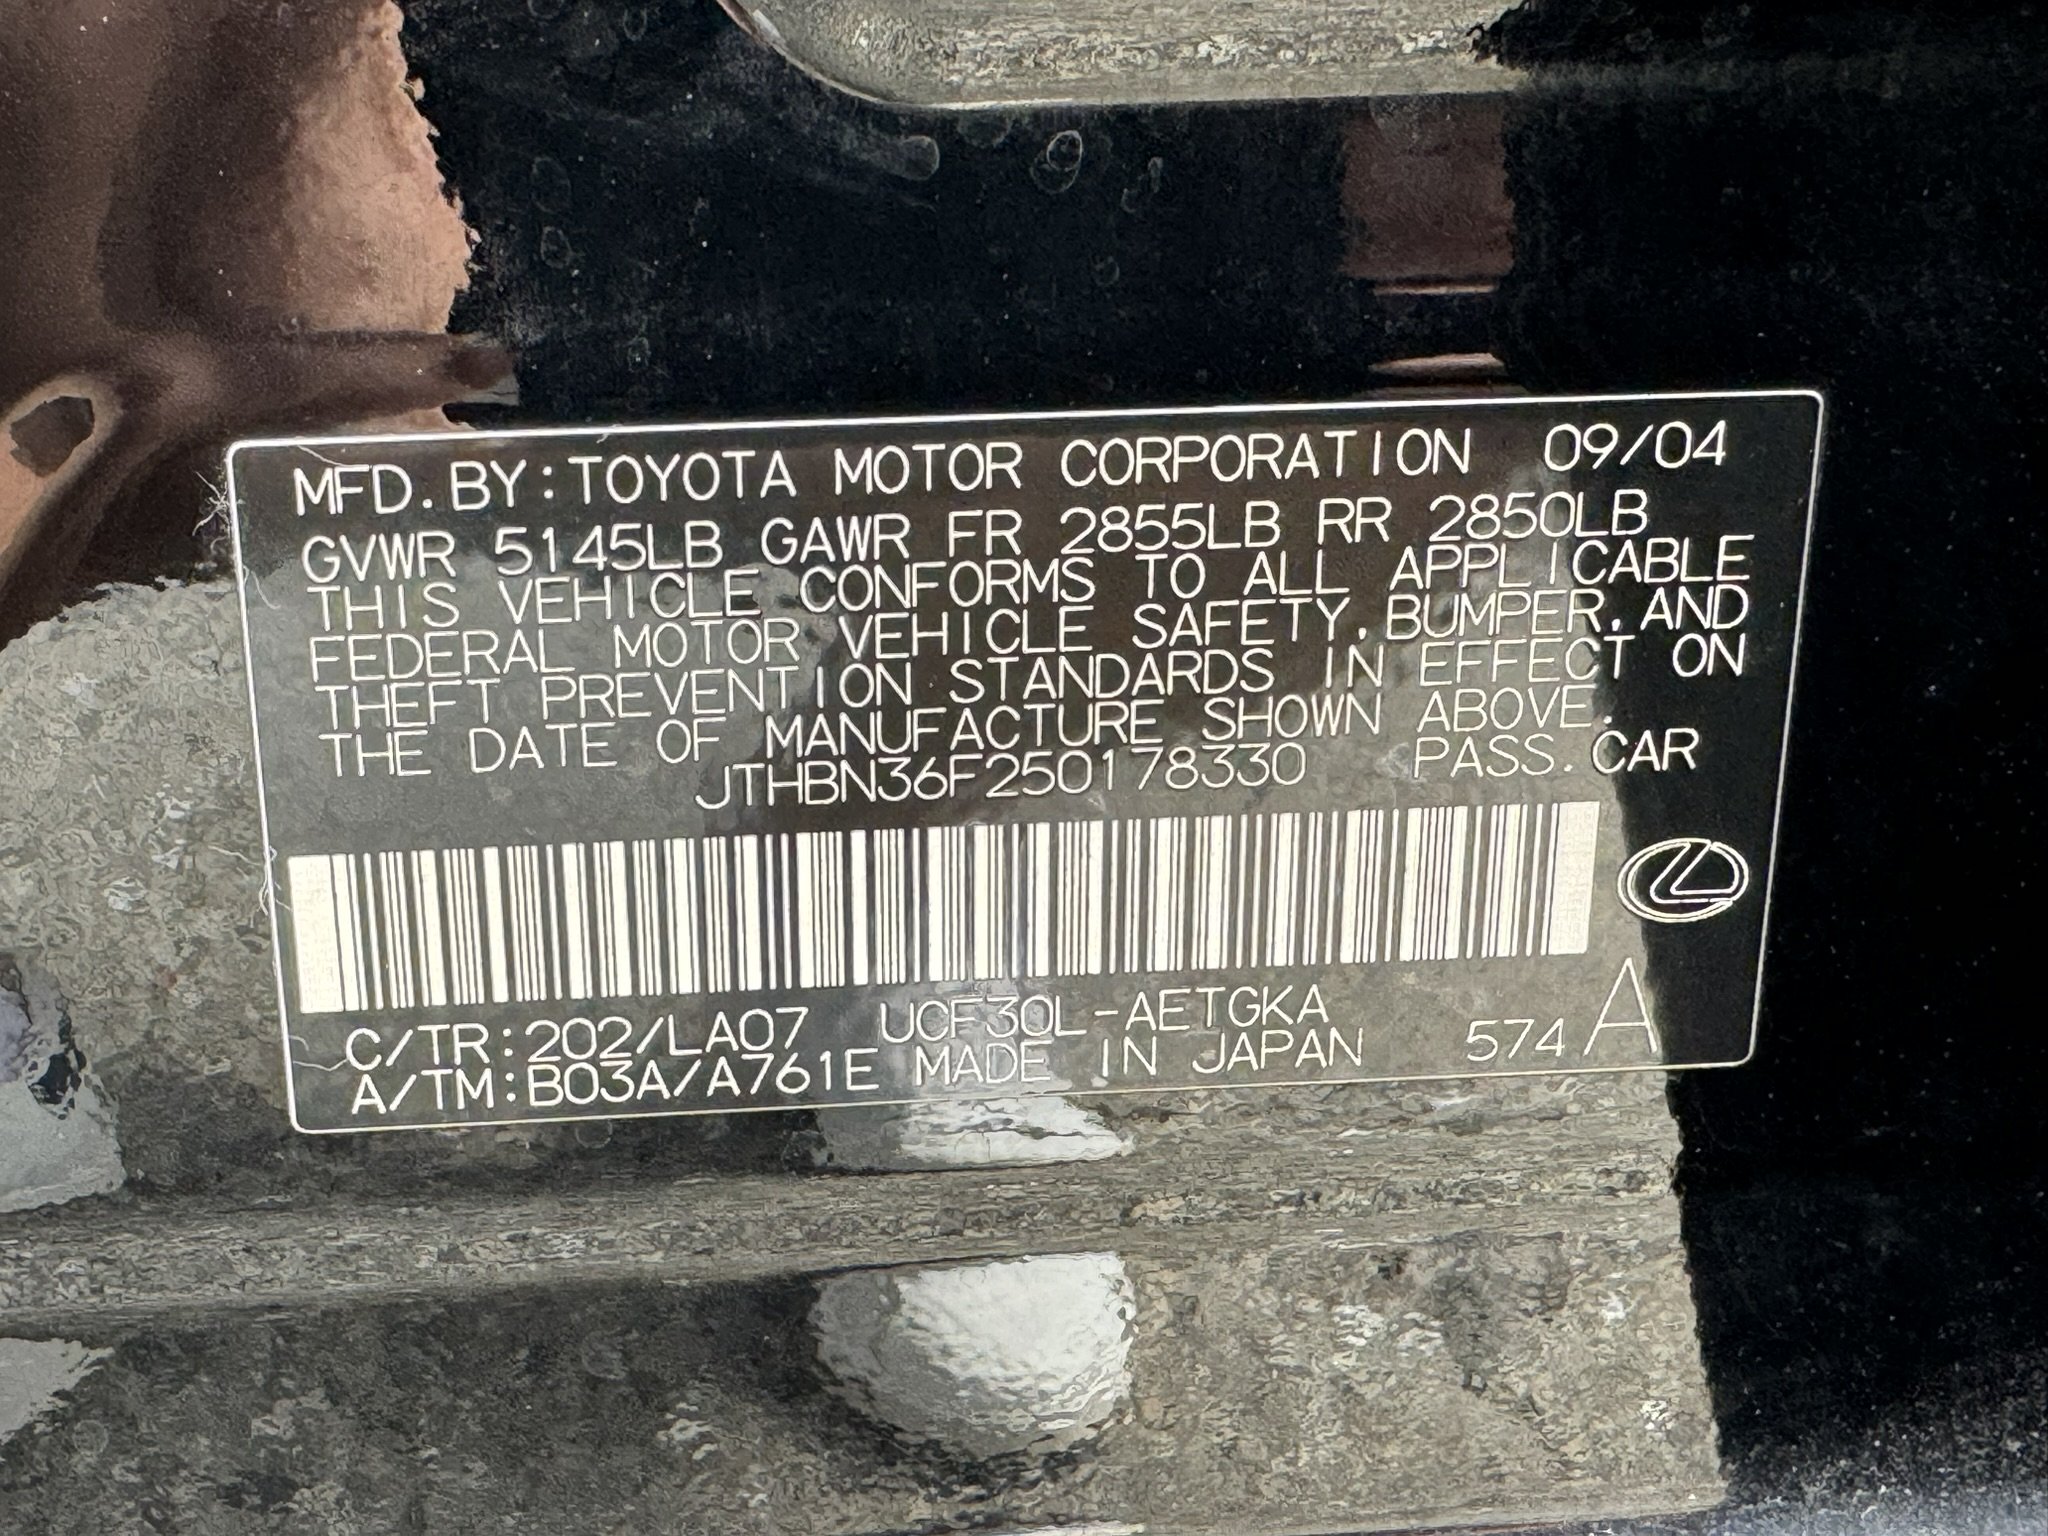 MFD. BY:TOYOTA MOTOR CORPORATION 09/04
GVWR 5145LB GAWR FR 2855LB RR 2850LB
THIS VEHICLE CONFORMS TO ALL APPLICABLE
FEDERAL MOTOR VEHICLE SAFETY, BUMPER, AND
THEFT PREVENTION STANDARDS IN EFFECT ON
THE DATE OF MANUFACTURE SHOWN ABOVE.
JTHBN36F250178330 PASS. CAR
C/TR:202/LA07 UCF30L-AETGKA
A/TM:B03A/A761E MADE IN JAPAN 574 A